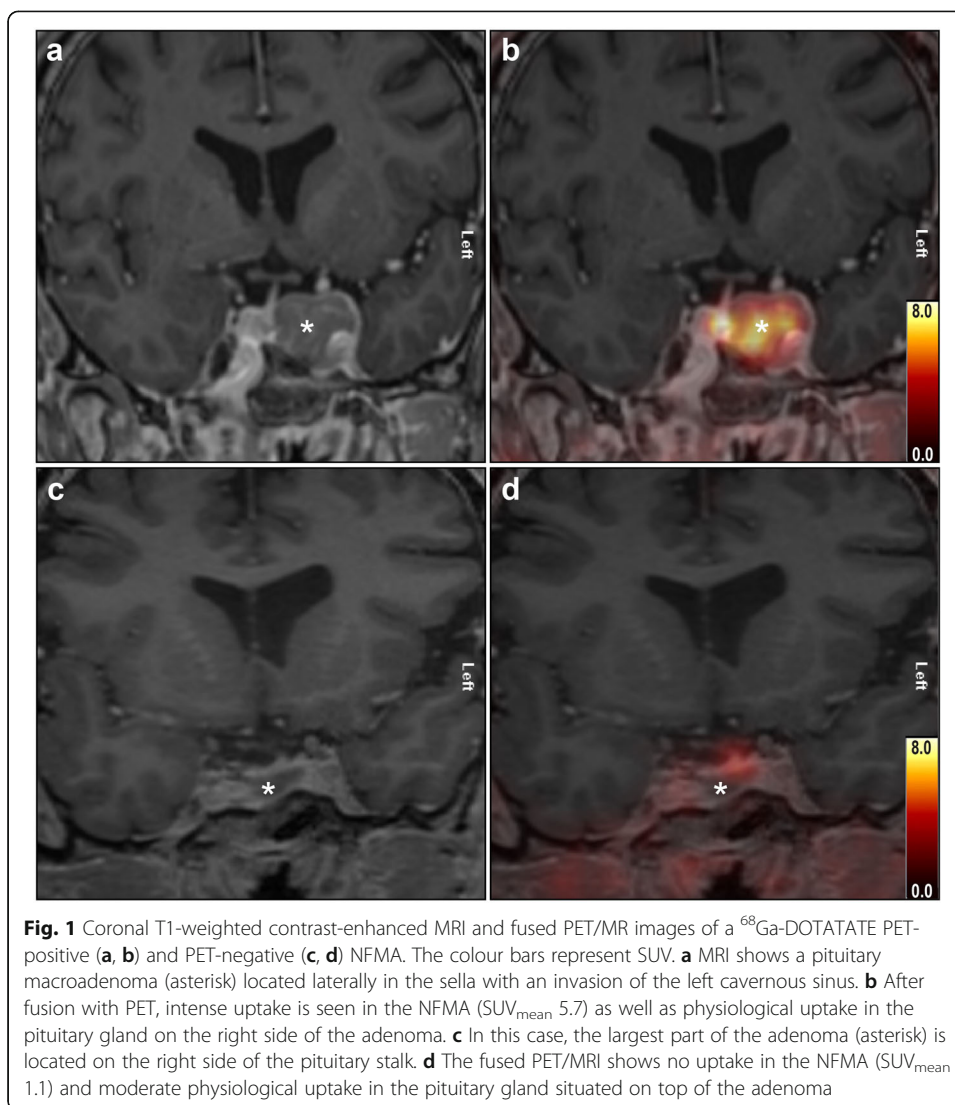 a
b
Left
Left
8.0
0.0
*
*
c
d
Left
Left
8.0
0.0
*
*
Fig. 1 Coronal T1-weighted contrast-enhanced MRI and fused PET/MR images of a ⁶⁸Ga-DOTATATE PET-
positive (a, b) and PET-negative (c, d) NFMA. The colour bars represent SUV. a MRI shows a pituitary
macroadenoma (asterisk) located laterally in the sella with an invasion of the left cavernous sinus. b After
fusion with PET, intense uptake is seen in the NFMA (SUVmean 5.7) as well as physiological uptake in the
pituitary gland on the right side of the adenoma. c In this case, the largest part of the adenoma (asterisk) is
located on the right side of the pituitary stalk. d The fused PET/MRI shows no uptake in the NFMA (SUVmean
1.1) and moderate physiological uptake in the pituitary gland situated on top of the adenoma